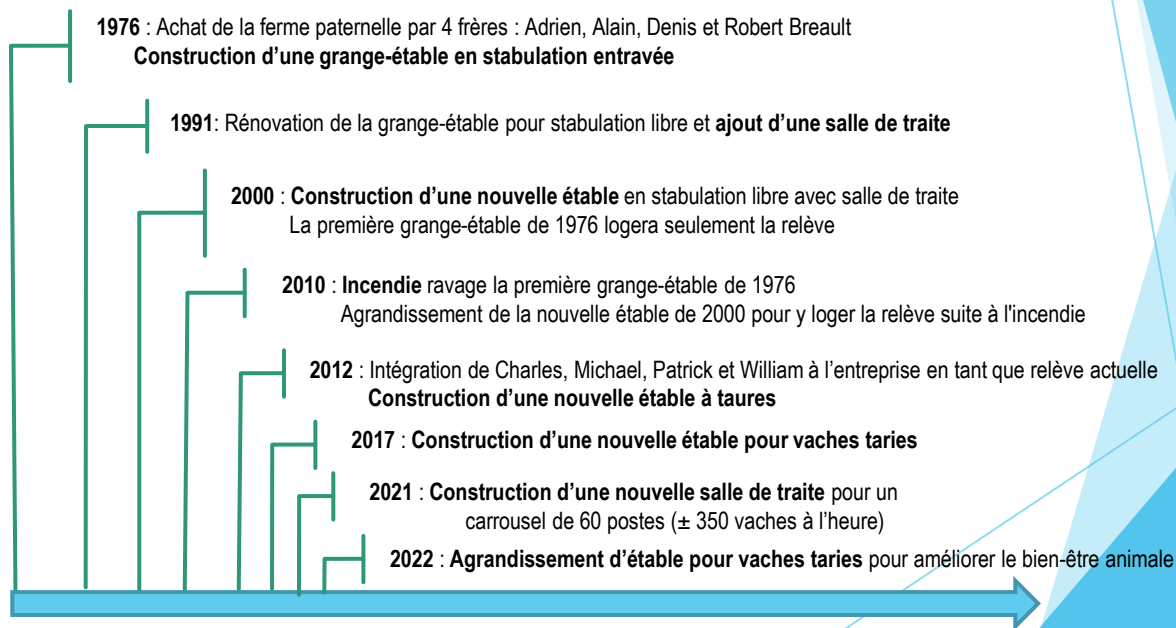 1976 : Achat de la ferme paternelle par 4 frères : Adrien, Alain, Denis et Robert Breault
Construction d'une grange-étable en stabulation entravée
1991: Rénovation de la grange-étable pour stabulation libre et ajout d'une salle de traite
2000 : Construction d'une nouvelle étable en stabulation libre avec salle de traite
La première grange-étable de 1976 logera seulement la relève
2010 : Incendie ravage la première grange-étable de 1976
Agrandissement de la nouvelle étable de 2000 pour y loger la relève suite à l'incendie
2012 : Intégration de Charles, Michael, Patrick et William à l'entreprise en tant que relève actuelle
Construction d'une nouvelle étable à taures
2017 : Construction d'une nouvelle étable pour vaches taries
2021 : Construction d'une nouvelle salle de traite pour un
carrousel de 60 postes (± 350 vaches à l'heure)
2022 : Agrandissement d'étable pour vaches taries pour améliorer le bien-être animale